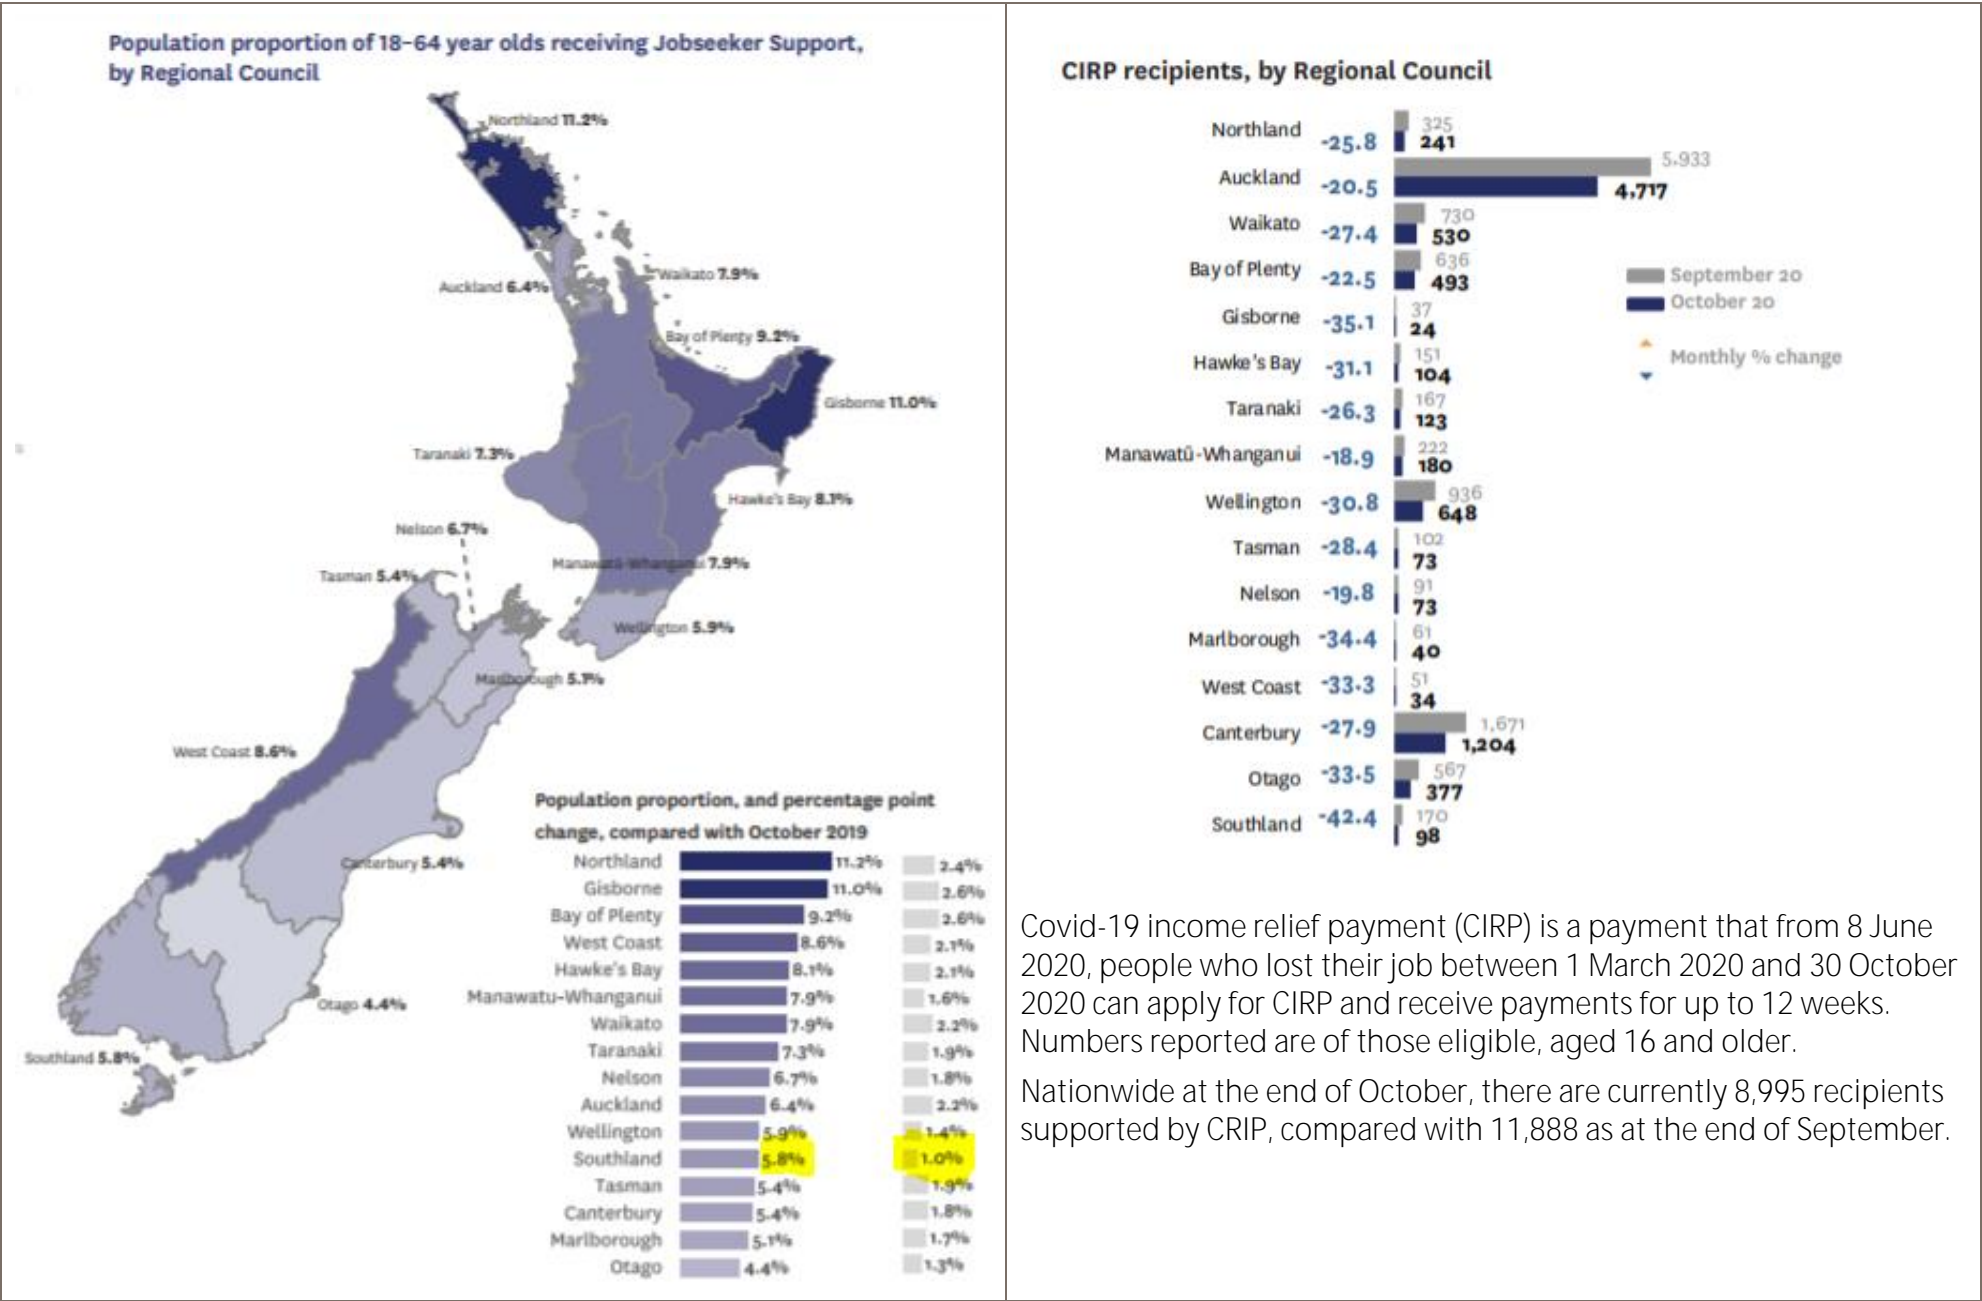 Population proportion of 18–64 year olds receiving Jobseeker Support,
by Regional Council
Northland 11.2%
Auckland 6.4%
Waikato 7.9%
Bay of Plenty 9.2%
Gisborne 11.0%
Taranaki 7.3%
Hawke's Bay 8.1%
Nelson 6.7%
Manawatū-Whanganui 7.9%
Tasman 5.4%
Wellington 5.9%
Marlborough 5.1%
West Coast 8.6%
Canterbury 5.4%
Otago 4.4%
Southland 5.8%
Population proportion, and percentage point
change, compared with October 2019
Northland 11.2% 2.4%
Gisborne 11.0% 2.6%
Bay of Plenty 9.2% 2.6%
West Coast 8.6% 2.1%
Hawke's Bay 8.1% 2.1%
Manawatu-Whanganui 7.9% 1.6%
Waikato 7.9% 2.2%
Taranaki 7.3% 1.9%
Nelson 6.7% 1.8%
Auckland 6.4% 2.2%
Wellington 5.9% 1.4%
Southland 5.8% 1.0%
Tasman 5.4% 1.9%
Canterbury 5.4% 1.8%
Marlborough 5.1% 1.7%
Otago 4.4% 1.3%
CIRP recipients, by Regional Council
Northland -25.8 325 241
Auckland -20.5 5,933 4,717
Waikato -27.4 730 530
Bay of Plenty -22.5 636 493
Gisborne -35.1 37 24
Hawke's Bay -31.1 151 104
Taranaki -26.3 167 123
Manawatū-Whanganui -18.9 222 180
Wellington -30.8 936 648
Tasman -28.4 102 73
Nelson -19.8 91 73
Marlborough -34.4 61 40
West Coast -33.3 51 34
Canterbury -27.9 1,671 1,204
Otago -33.5 567 377
Southland -42.4 170 98
September 20
October 20
Monthly % change
Covid-19 income relief payment (CIRP) is a payment that from 8 June
2020, people who lost their job between 1 March 2020 and 30 October
2020 can apply for CIRP and receive payments for up to 12 weeks.
Numbers reported are of those eligible, aged 16 and older.
Nationwide at the end of October, there are currently 8,995 recipients
supported by CRIP, compared with 11,888 as at the end of September.